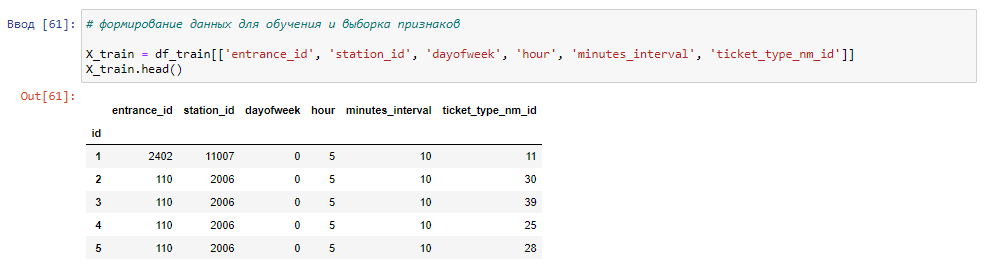 Ввод [61]: # формирование данных для обучения и выборка признаков
X_train = df_train[['entrance_id', 'station_id', 'dayofweek', 'hour', 'minutes_interval', 'ticket_type_nm_id']]
X_train.head()
Out[61]:
entrance_id station_id dayofweek hour minutes_interval ticket_type_nm_id
id
1 2402 11007 0 5 10 11
2 110 2006 0 5 10 30
3 110 2006 0 5 10 39
4 110 2006 0 5 10 25
5 110 2006 0 5 10 28